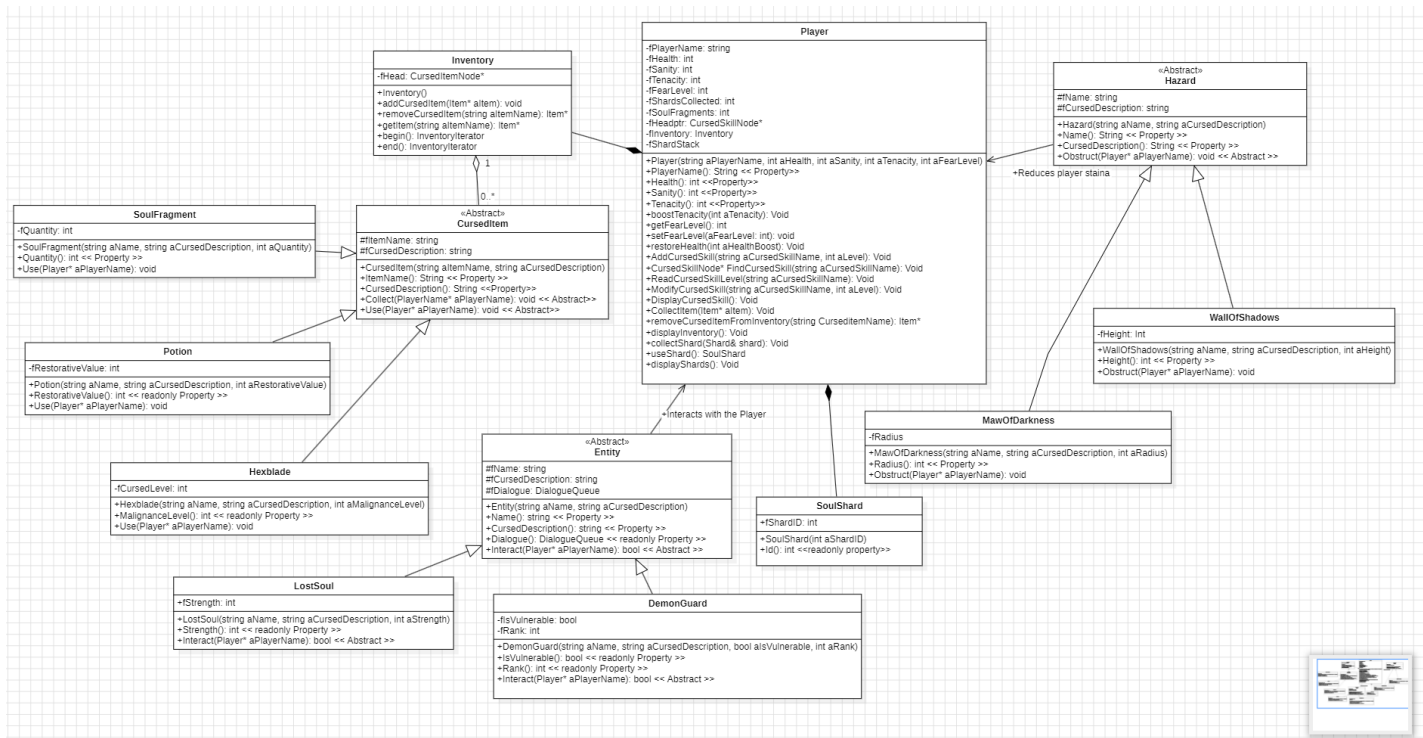 Player
-fPlayerName: string
-fHealth: int
-fSanity: int
-fTenacity: int
-fFearLevel: int
-fShardsCollected: int
-fSoulFragments: int
-fHeadptr: CursedSkillNode*
-fInventory: Inventory
-fShardStack
+Player(string aPlayerName, int aHealth, int aSanity, int aTenacity, int aFearLevel)
+PlayerName(): String << Property>>
+Health(): int <<Property>>
+Sanity(): int <<Property>>
+Tenacity(): int <<Property>>
+boostTenacity(int aTenacity): Void
+getFearLevel(): int
+setFearLevel(aFearLevel: int): void
+restoreHealth(int aHealthBoost): Void
+AddCursedSkill(string aCursedSkillName, int aLevel): Void
+CursedSkillNode* FindCursedSkill(string aCursedSkillName): Void
+ReadCursedSkillLevel(string aCursedSkillName): Void
+ModifyCursedSkill(string aCursedSkillName, int aLevel): Void
+DisplayCursedSkill(): Void
+CollectItem(Item* aItem): Void
+removeCursedItemFromInventory(string CurseditemName): Item*
+displayInventory(): Void
+collectShard(Shard& shard): Void
+useShard(): SoulShard
+displayShards(): Void
Inventory
-fHead: CursedItemNode*
+Inventory()
+addCursedItem(Item* aItem): void
+removeCursedItem(string aItemName): Item*
+getItem(string aItemName): Item*
+begin(): InventoryIterator
+end(): InventoryIterator
1
0..*
«Abstract»
Hazard
#fName: string
#fCursedDescription: string
+Hazard(string aName, string aCursedDescription)
+Name(): String << Property >>
+CursedDescription(): String << Property >>
+Obstruct(Player* aPlayerName): void << Abstract >>
+Reduces player staina
SoulFragment
-fQuantity: int
+SoulFragment(string aName, string aCursedDescription, int aQuantity)
+Quantity(): int << Property >>
+Use(Player* aPlayerName): void
«Abstract»
CursedItem
#fItemName: string
#fCursedDescription: string
+CursedItem(string aItemName, string aCursedDescription)
+ItemName(): String << Property >>
+CursedDescription(): String <<Property>>
+Collect(PlayerName* aPlayerName): void << Abstract>>
+Use(Player* aPlayerName): void << Abstract>>
WallOfShadows
-fHeight: Int
+WallOfShadows(string aName, string aCursedDescription, int aHeight)
+Height(): int << Property >>
+Obstruct(Player* aPlayerName): void
Potion
-fRestorativeValue: int
+Potion(string aName, string aCursedDescription, int aRestorativeValue)
+RestorativeValue(): int << readonly Property >>
+Use(Player* aPlayerName): void
+Interacts with the Player
MawOfDarkness
-fRadius
+MawOfDarkness(string aName, string aCursedDescription, int aRadius)
+Radius(): int << Property >>
+Obstruct(Player* aPlayerName): void
«Abstract»
Entity
#fName: string
#fCursedDescription: string
#fDialogue: DialogueQueue
+Entity(string aName, string aCursedDescription)
+Name(): string << Property >>
+CursedDescription(): string << Property >>
+Dialogue(): DialogueQueue << readonly Property >>
+Interact(Player* aPlayerName): bool << Abstract >>
Hexblade
-fCursedLevel: int
+Hexblade(string aName, string aCursedDescription, int aMalignanceLevel)
+MalignanceLevel(): int << readonly Property >>
+Use(Player* aPlayerName): void
SoulShard
+fShardID: int
+SoulShard(int aShardID)
+Id(): int <<readonly property>>
LostSoul
+fStrength: int
+LostSoul(string aName, string aCursedDescription, int aStrength)
+Strength(): int << readonly Property >>
+Interact(Player* aPlayerName): bool << Abstract >>
DemonGuard
-fIsVulnerable: bool
-fRank: int
+DemonGuard(string aName, string aCursedDescription, bool aIsVulnerable, int aRank)
+IsVulnerable(): bool << readonly Property >>
+Rank(): int << readonly Property >>
+Interact(Player* aPlayerName): bool << Abstract >>